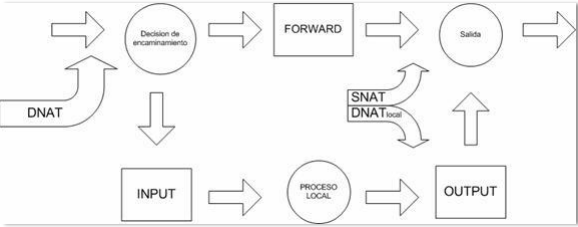 Decision de
encaminamiento
FORWARD
Salida
DNAT
SNAT
DNATlocal
INPUT
PROCESO
LOCAL
OUTPUT